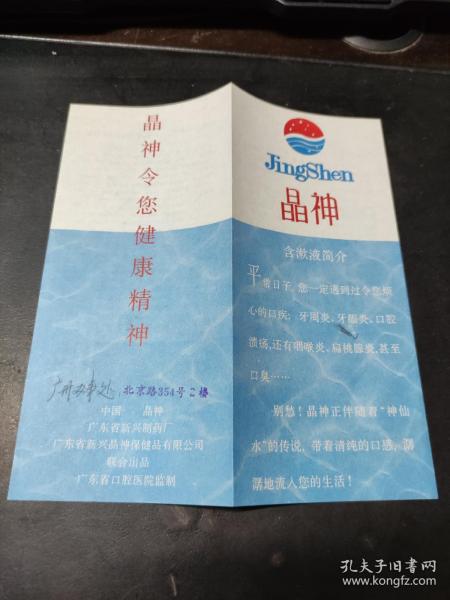 晶神令您健康精神
广州办事处 北京路354号2楼
中国 晶神
广东省新兴制药厂
广东省新兴晶神保健品有限公司
联合出品
广东省口腔医院监制
JingShen
晶神
含漱液简介
平常日子,您一定遇到过令您烦
心的口疾:牙周炎、牙龈炎、口腔
溃疡,还有咽喉炎、扁桃腺炎,甚至
口臭……
别愁!晶神正伴随着“神仙
水”的传说,带着清纯的口感,潺
潺地流入您的生活!
孔夫子旧书网
www.kongfz.com